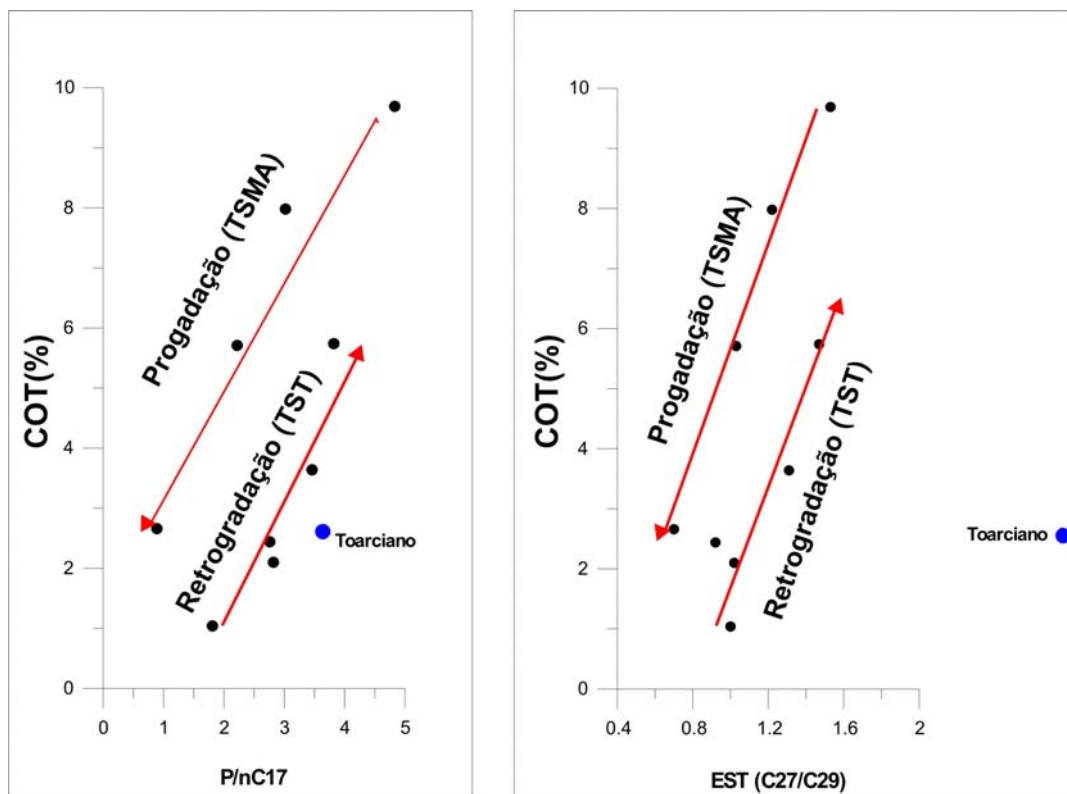 10
8
6
4
2
0
COT(%)
Progadação (TSMA)
Retrogradação (TST)
Toarciano
0 1 2 3 4 5
P/nC17
10
8
6
4
2
0
COT(%)
Progadação (TSMA)
Retrogradação (TST)
Toarciano
0.4 0.8 1.2 1.6 2
EST (C27/C29)